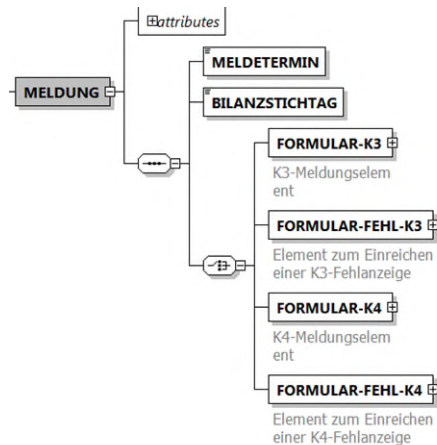 attributes
MELDUNG
MELDETERMIN
BILANZSTICHTAG
FORMULAR-K3
K3-Meldungselem
ent
FORMULAR-FEHL-K3
Element zum Einreichen
einer K3-Fehlanzeige
FORMULAR-K4
K4-Meldungselem
ent
FORMULAR-FEHL-K4
Element zum Einreichen
einer K4-Fehlanzeige